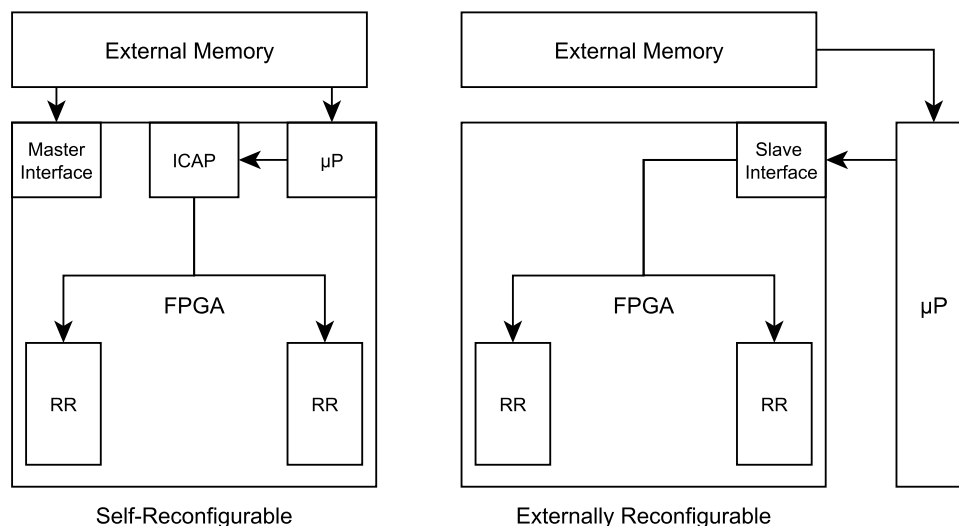 External Memory
Master
Interface
ICAP
µP
FPGA
RR
RR
Self-Reconfigurable
External Memory
Slave
Interface
µP
FPGA
RR
RR
Externally Reconfigurable